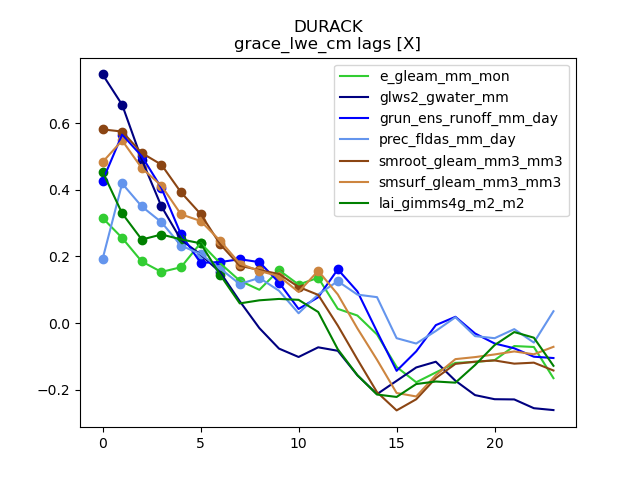 DURACK
grace_lwe_cm lags [X]
e_gleam_mm_mon
glws2_gwater_mm
grun_ens_runoff_mm_day
prec_fldas_mm_day
smroot_gleam_mm3_mm3
smsurf_gleam_mm3_mm3
lai_gimms4g_m2_m2
0.6
0.4
0.2
0.0
−0.2
0 5 10 15 20